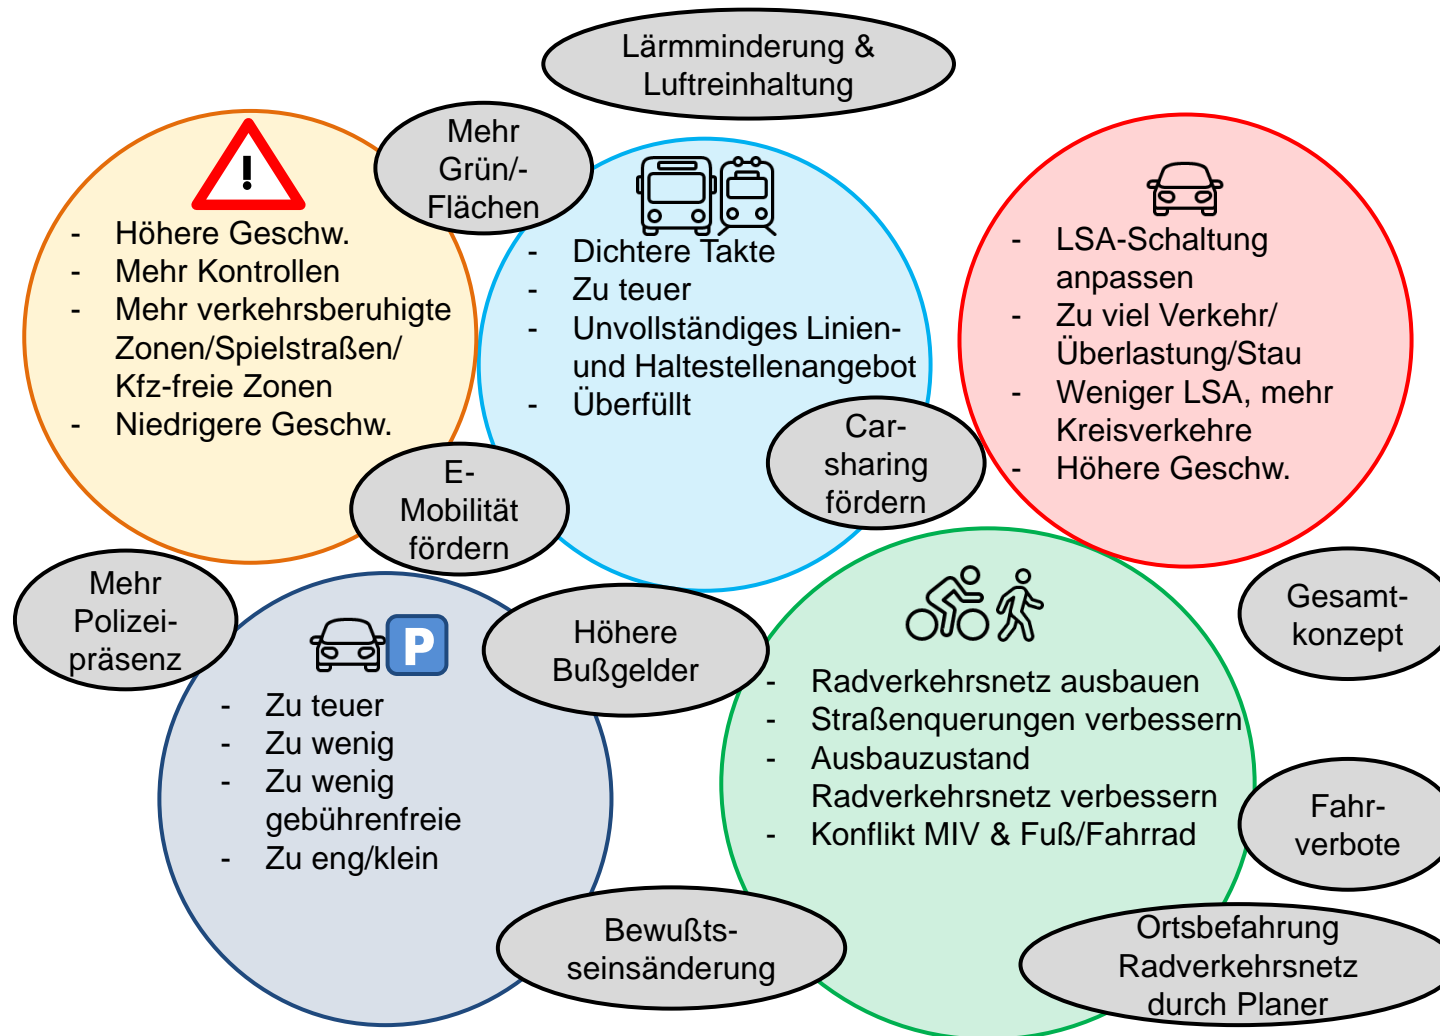 Lärmminderung &
Luftreinhaltung
Mehr
Grün/-
Flächen
!
- Höhere Geschw.
- Mehr Kontrollen
- Mehr verkehrsberuhigte
Zonen/Spielstraßen/
Kfz-freie Zonen
- Niedrigere Geschw.
- Dichtere Takte
- Zu teuer
- Unvollständiges Linien-
und Haltestellenangebot
- Überfüllt
- LSA-Schaltung
anpassen
- Zu viel Verkehr/
Überlastung/Stau
- Weniger LSA, mehr
Kreisverkehre
- Höhere Geschw.
Car-
sharing
fördern
E-
Mobilität
fördern
Mehr
Polizei-
präsenz
Höhere
Bußgelder
Gesamt-
konzept
P
- Zu teuer
- Zu wenig
- Zu wenig
gebührenfreie
- Zu eng/klein
- Radverkehrsnetz ausbauen
- Straßenquerungen verbessern
- Ausbauzustand
Radverkehrsnetz verbessern
- Konflikt MIV & Fuß/Fahrrad
Fahr-
verbote
Bewußts-
seinsänderung
Ortsbefahrung
Radverkehrsnetz
durch Planer